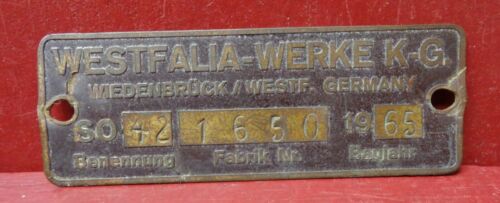 WESTFALIA-WERKE K-G.
WIEDENBRÜCK / WESTF. GERMANY
SO. 42 1650 1965
Benennung Fabrik Nr. Baujahr